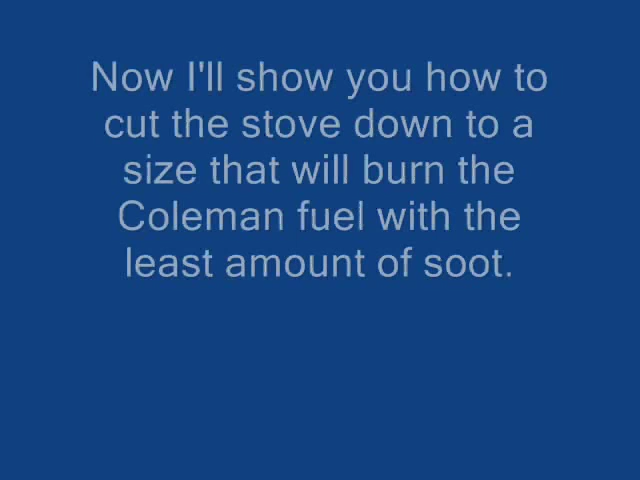 Now I'll show you how to
cut the stove down to a
size that will burn the
Coleman fuel with the
least amount of soot.